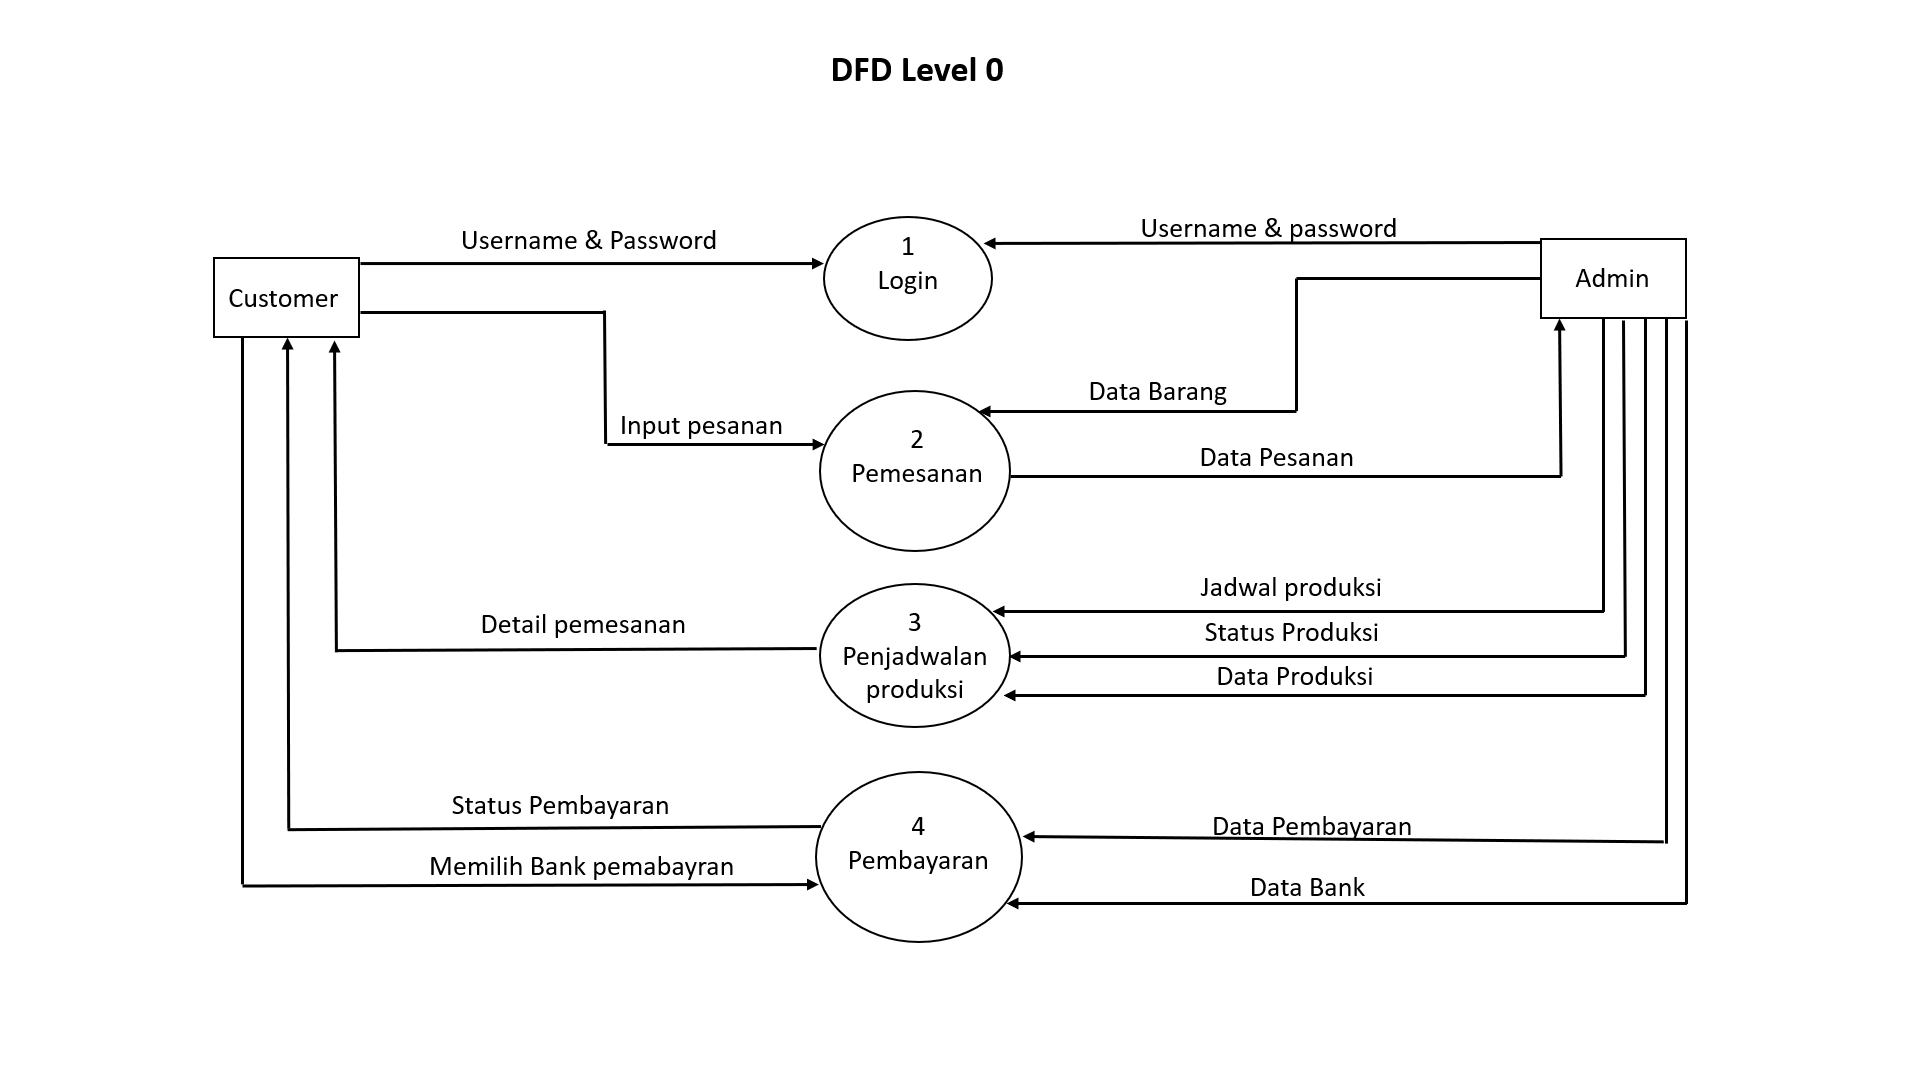 DFD Level 0
Username & Password
Username & password
1
Login
Customer
Admin
Data Barang
Input pesanan
2
Pemesanan
Data Pesanan
Jadwal produksi
Detail pemesanan
3
Penjadwalan
produksi
Status Produksi
Data Produksi
Status Pembayaran
4
Pembayaran
Data Pembayaran
Memilih Bank pemabayran
Data Bank